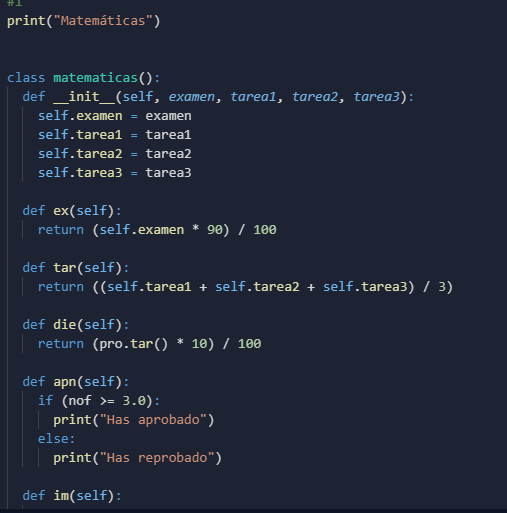 #1
print("Matemáticas")
class matematicas():
def __init__(self, examen, tarea1, tarea2, tarea3):
self.examen = examen
self.tarea1 = tarea1
self.tarea2 = tarea2
self.tarea3 = tarea3
def ex(self):
return (self.examen * 90) / 100
def tar(self):
return ((self.tarea1 + self.tarea2 + self.tarea3) / 3)
def die(self):
return (pro.tar() * 10) / 100
def apn(self):
if (nof >= 3.0):
print("Has aprobado")
else:
print("Has reprobado")
def im(self):